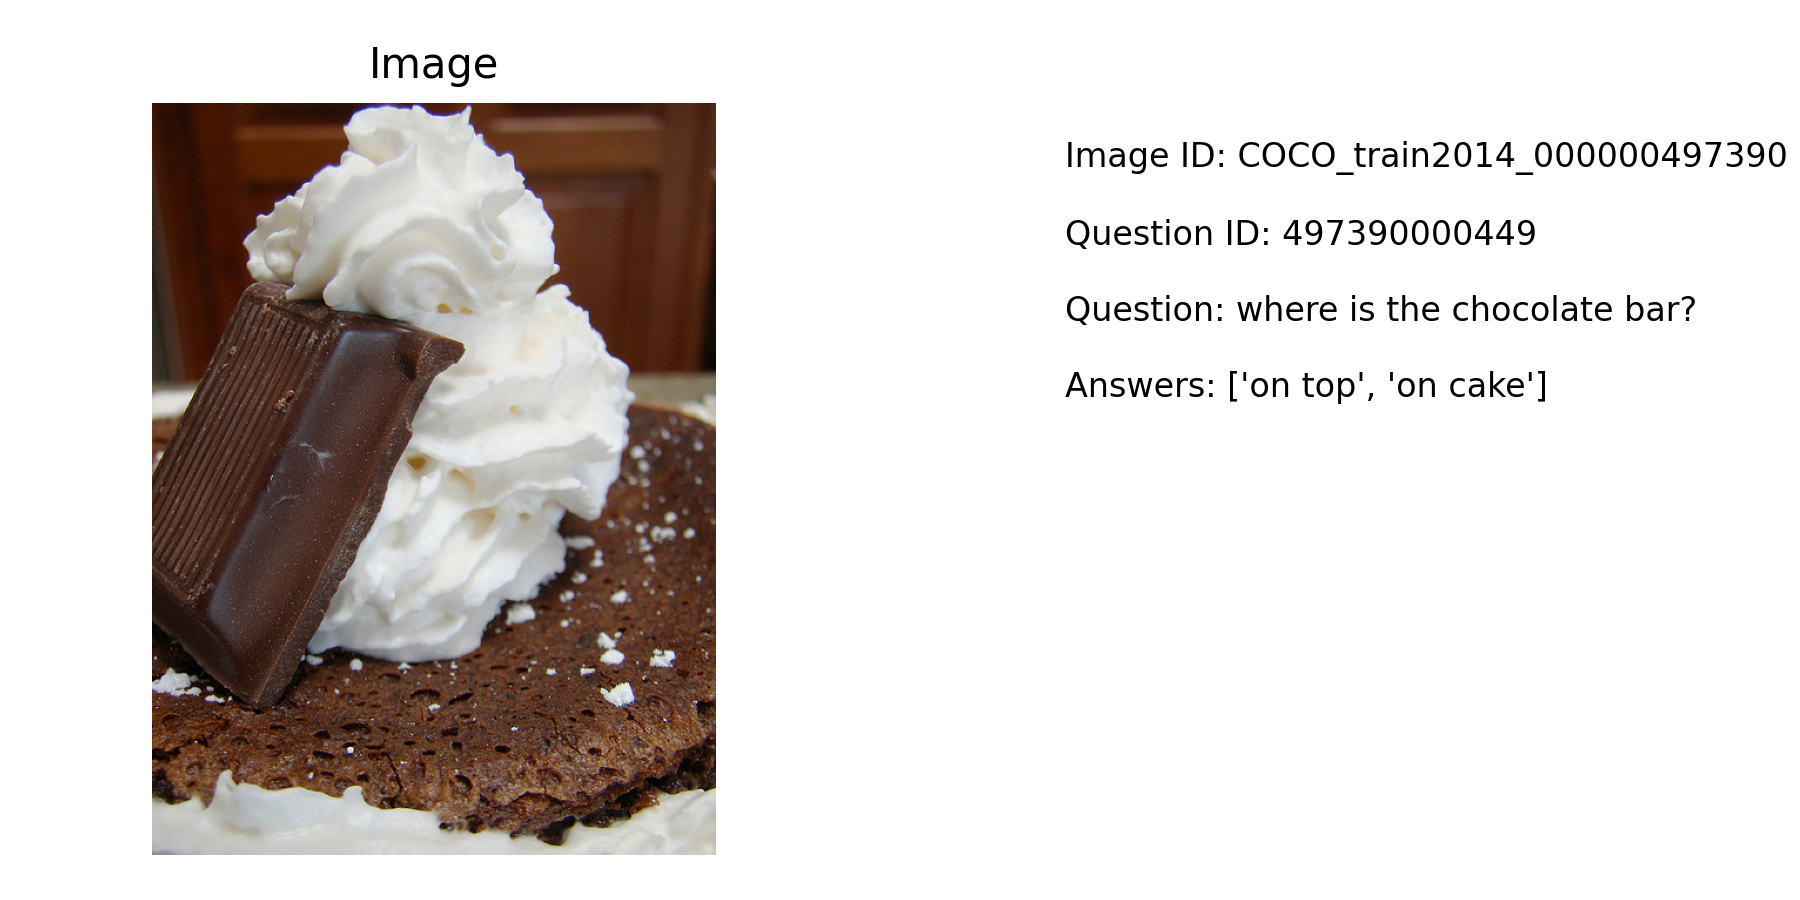 Image
Image ID: COCO_train2014_000000497390
Question ID: 497390000449
Question: where is the chocolate bar?
Answers: ['on top', 'on cake']